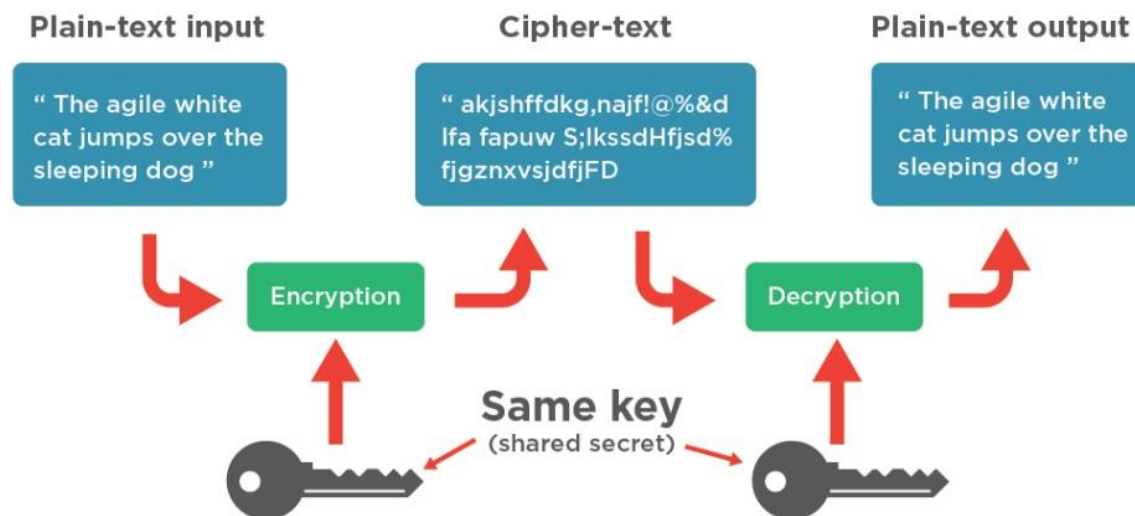 Plain-text input
Cipher-text
Plain-text output
“ The agile white
cat jumps over the
sleeping dog ”
“ akjshffdkg,najf!@%&d
lfa fapuw S;lkssdHfjsd%
fjgznxvsjdfjFD
“ The agile white
cat jumps over the
sleeping dog ”
Encryption
Decryption
Same key
(shared secret)